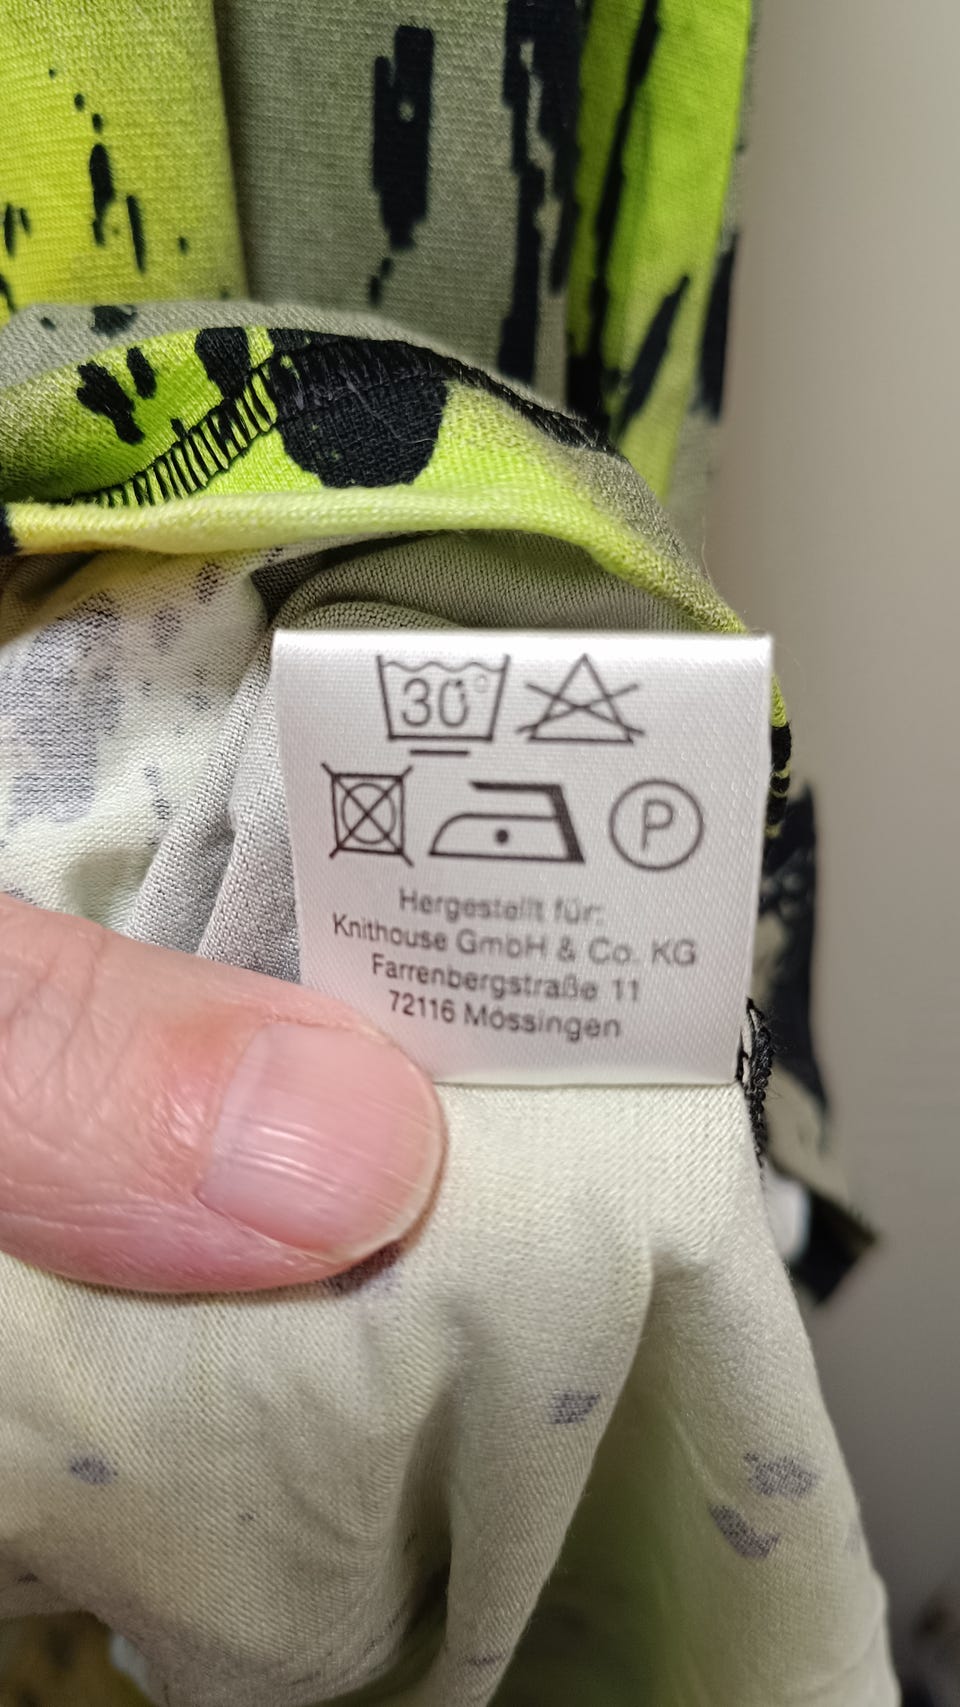 30°
P
Hergestellt für:
Knithouse GmbH & Co. KG
Farrenbergstraße 11
72116 Mössingen